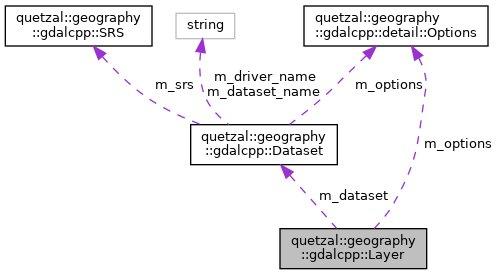 quetzal::geography
::gdalcpp::SRS
string
quetzal::geography
::gdalcpp::detail::Options
m_srs
m_driver_name
m_dataset_name
m_options
quetzal::geography
::gdalcpp::Dataset
m_options
m_dataset
quetzal::geography
::gdalcpp::Layer